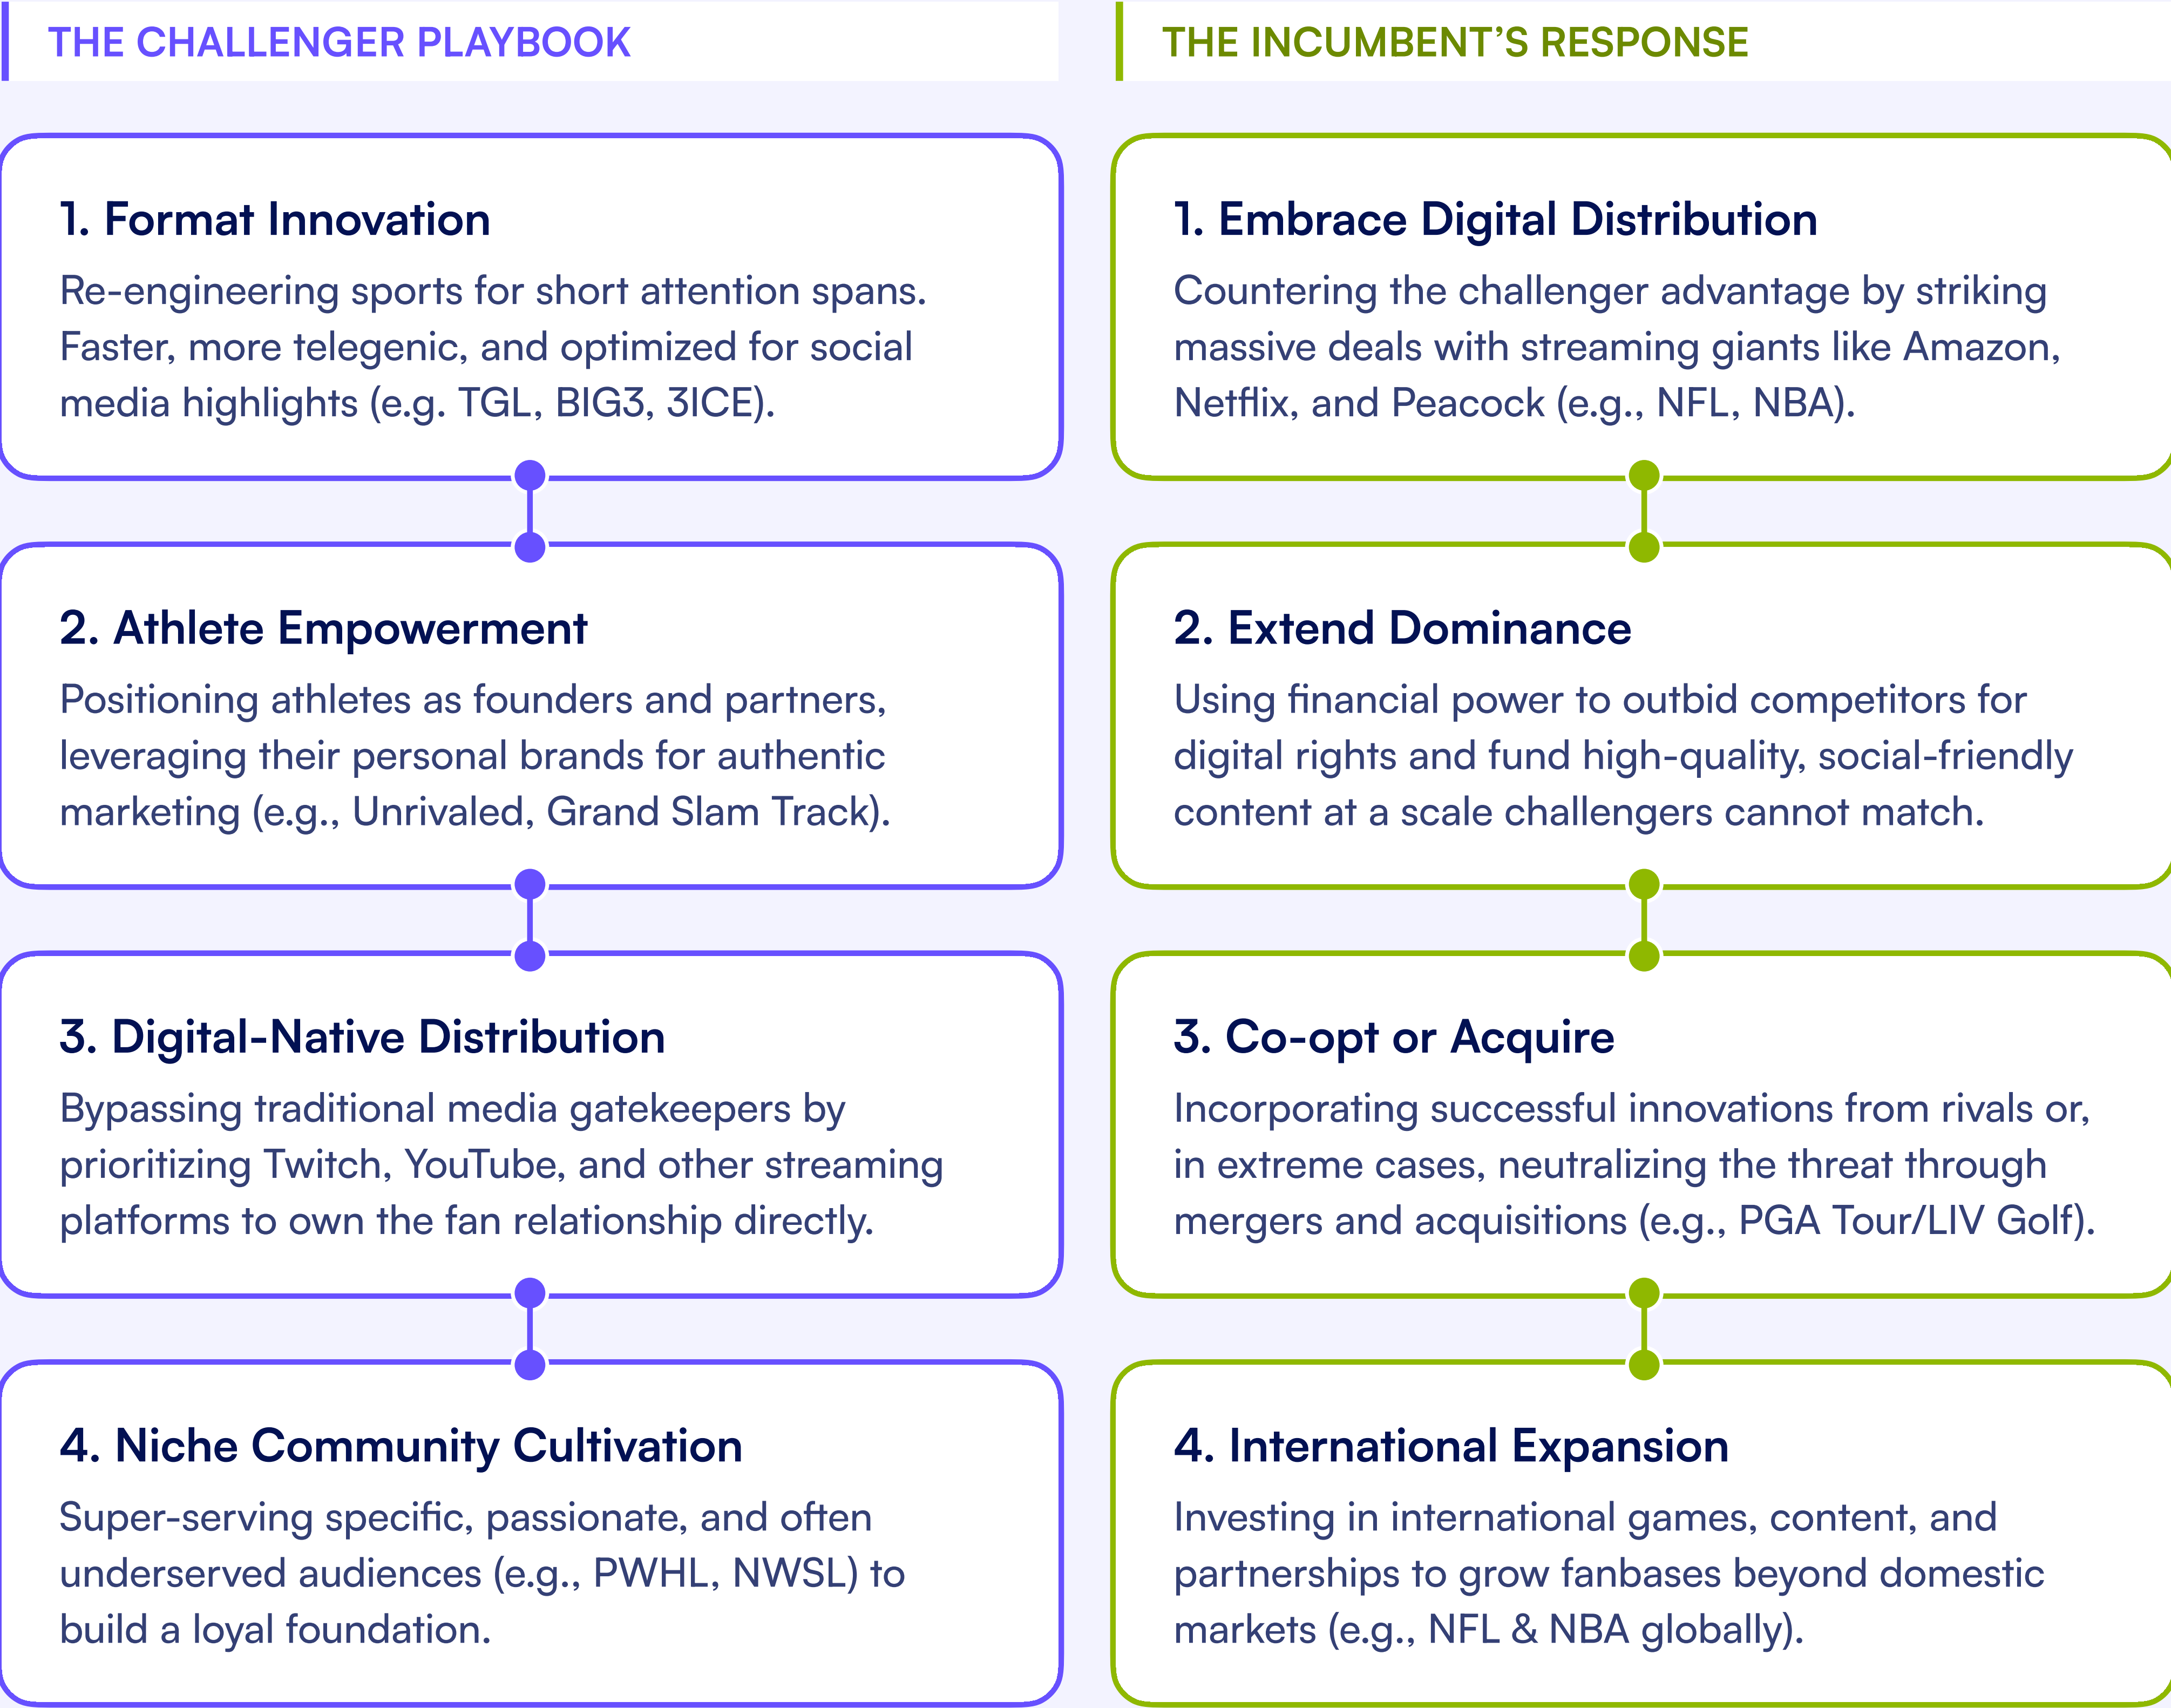 THE CHALLENGER PLAYBOOK
1. Format Innovation
Re-engineering sports for short attention spans.
Faster, more telegenic, and optimized for social
media highlights (e.g. TGL, BIG3, 3ICE).
2. Athlete Empowerment
Positioning athletes as founders and partners,
leveraging their personal brands for authentic
marketing (e.g., Unrivaled, Grand Slam Track).
3. Digital-Native Distribution
Bypassing traditional media gatekeepers by
prioritizing Twitch, YouTube, and other streaming
platforms to own the fan relationship directly.
4. Niche Community Cultivation
Super-serving specific, passionate, and often
underserved audiences (e.g., PWHL, NWSL) to
build a loyal foundation.
THE INCUMBENT’S RESPONSE
1. Embrace Digital Distribution
Countering the challenger advantage by striking
massive deals with streaming giants like Amazon,
Netflix, and Peacock (e.g., NFL, NBA).
2. Extend Dominance
Using financial power to outbid competitors for
digital rights and fund high-quality, social-friendly
content at a scale challengers cannot match.
3. Co-opt or Acquire
Incorporating successful innovations from rivals or,
in extreme cases, neutralizing the threat through
mergers and acquisitions (e.g., PGA Tour/LIV Golf).
4. International Expansion
Investing in international games, content, and
partnerships to grow fanbases beyond domestic
markets (e.g., NFL & NBA globally).